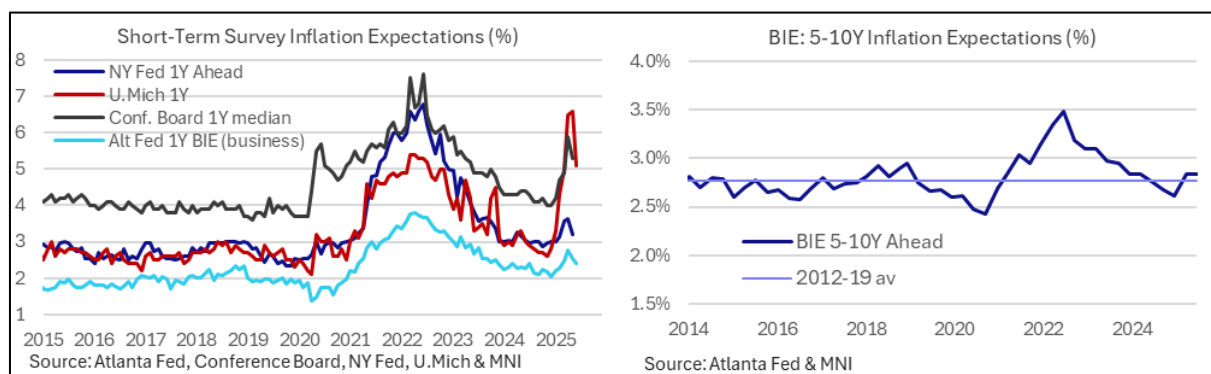 Short-Term Survey Inflation Expectations (%)
8
7
6
5
4
3
2
1
NY Fed 1Y Ahead
U.Mich 1Y
Conf. Board 1Y median
Alt Fed 1Y BIE (business)
2015 2016 2017 2018 2019 2020 2021 2022 2023 2024 2025
Source: Atlanta Fed, Conference Board, NY Fed, U.Mich & MNI
BIE: 5-10Y Inflation Expectations (%)
4.0%
3.5%
3.0%
2.5%
2.0%
1.5%
BIE 5-10Y Ahead
2012-19 av
2014 2016 2018 2020 2022 2024
Source: Atlanta Fed & MNI